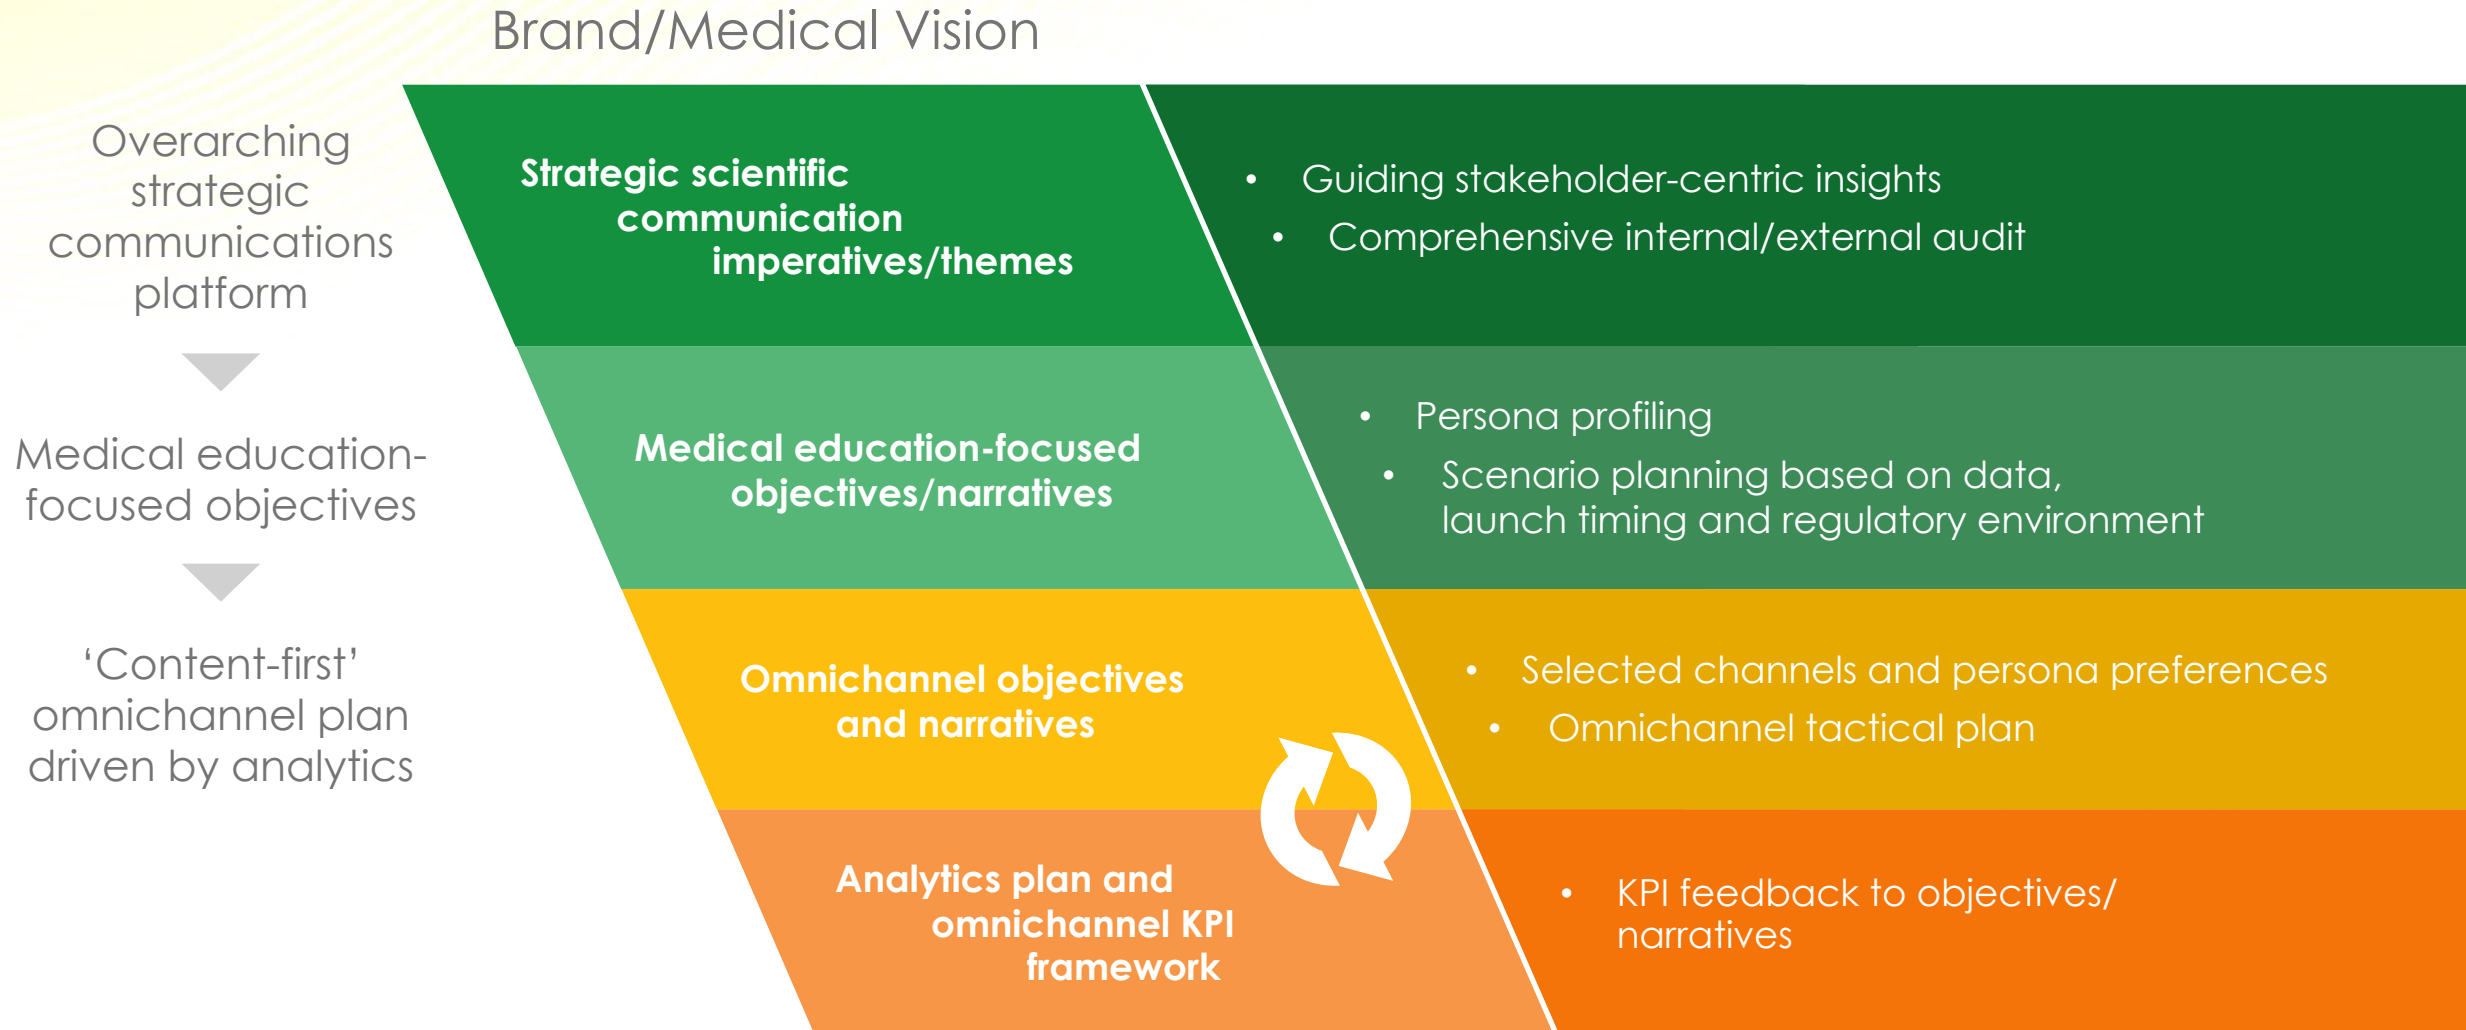 Brand/Medical Vision
Overarching
strategic
communications
platform
Medical education-
focused objectives
‘Content-first’
omnichannel plan
driven by analytics
Strategic scientific
communication
imperatives/themes
• Guiding stakeholder-centric insights
• Comprehensive internal/external audit
Medical education-focused
objectives/narratives
• Persona profiling
• Scenario planning based on data,
launch timing and regulatory environment
Omnichannel objectives
and narratives
• Selected channels and persona preferences
• Omnichannel tactical plan
Analytics plan and
omnichannel KPI
framework
• KPI feedback to objectives/
narratives